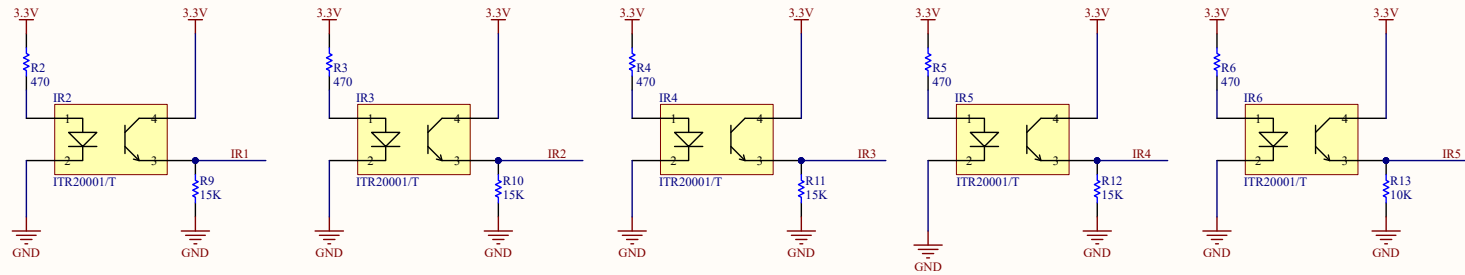 3.3V
3.3V
R2
470
IR2
1
4
2
3
IR1
ITR20001/T
R9
15K
GND
GND
3.3V
3.3V
R3
470
IR3
1
4
2
3
IR2
ITR20001/T
R10
15K
GND
GND
3.3V
3.3V
R4
470
IR4
1
4
2
3
IR3
ITR20001/T
R11
15K
GND
GND
3.3V
3.3V
R5
470
IR5
1
4
2
3
IR4
ITR20001/T
R12
15K
GND
GND
3.3V
3.3V
R6
470
IR6
1
4
2
3
IR5
ITR20001/T
R13
10K
GND
GND